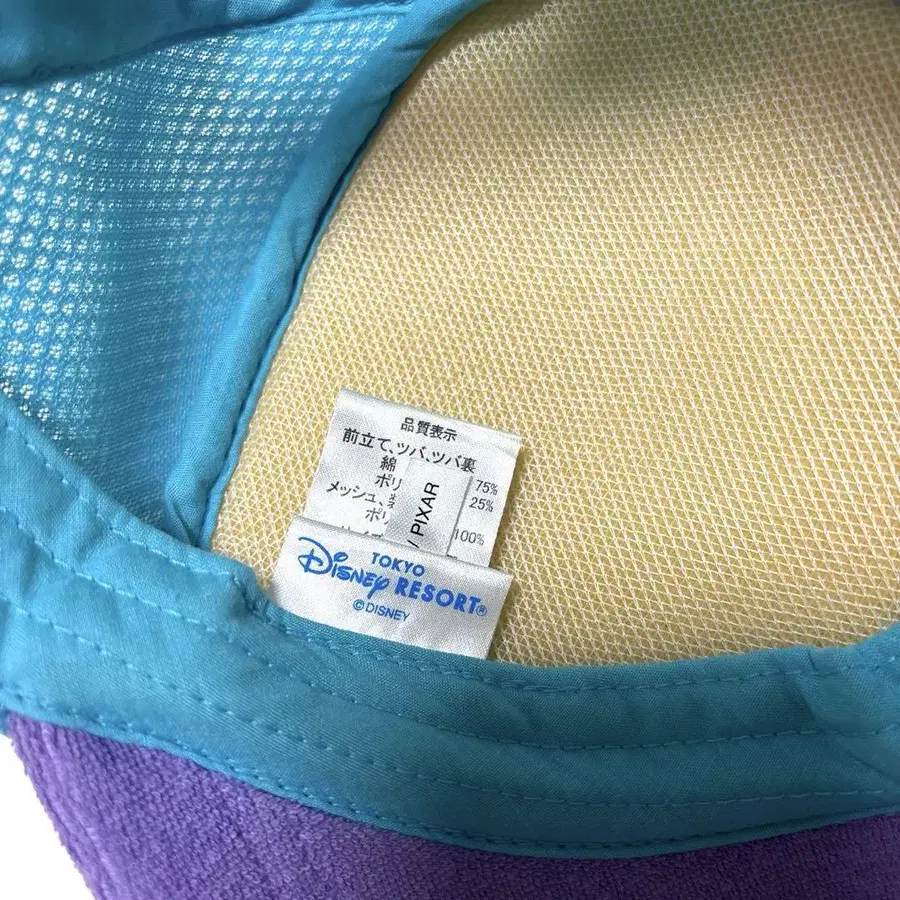 品質表示
前立て、ツバ、ツバ裏
綿 75%
ポリ 25%
メッシュ、
ポリ 100%
/ PIXAR
TOKYO
Disney RESORT®
©DISNEY